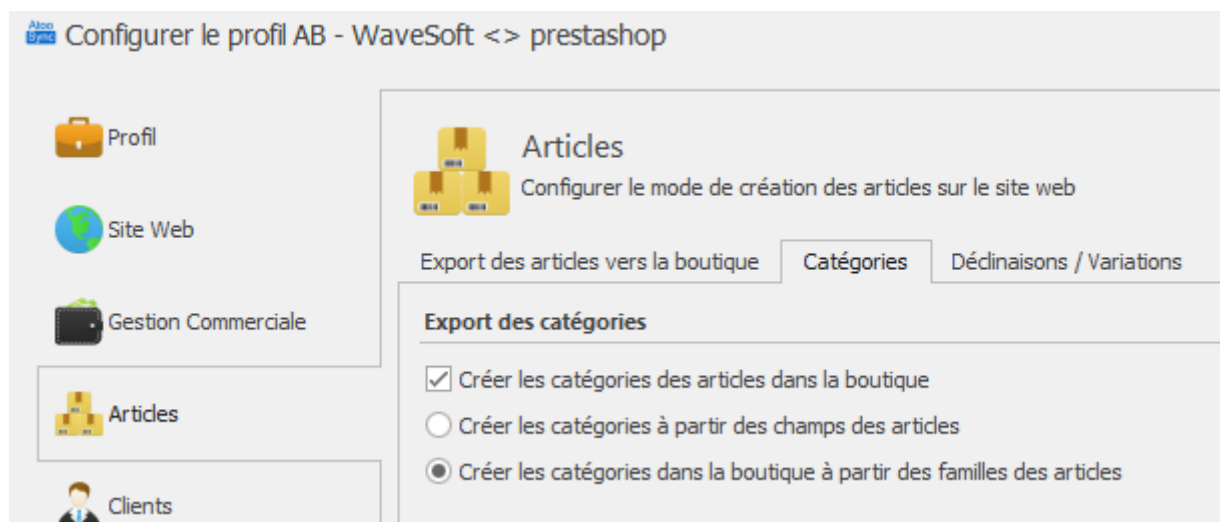 Atoo Sync Configurer le profil AB - WaveSoft <> prestashop
Profil
Site Web
Gestion Commerciale
Articles
Clients
Articles
Configurer le mode de création des articles sur le site web
Export des articles vers la boutique Catégories Déclinaisons / Variations
Export des catégories
Créer les catégories des articles dans la boutique
Créer les catégories à partir des champs des articles
Créer les catégories dans la boutique à partir des familles des articles